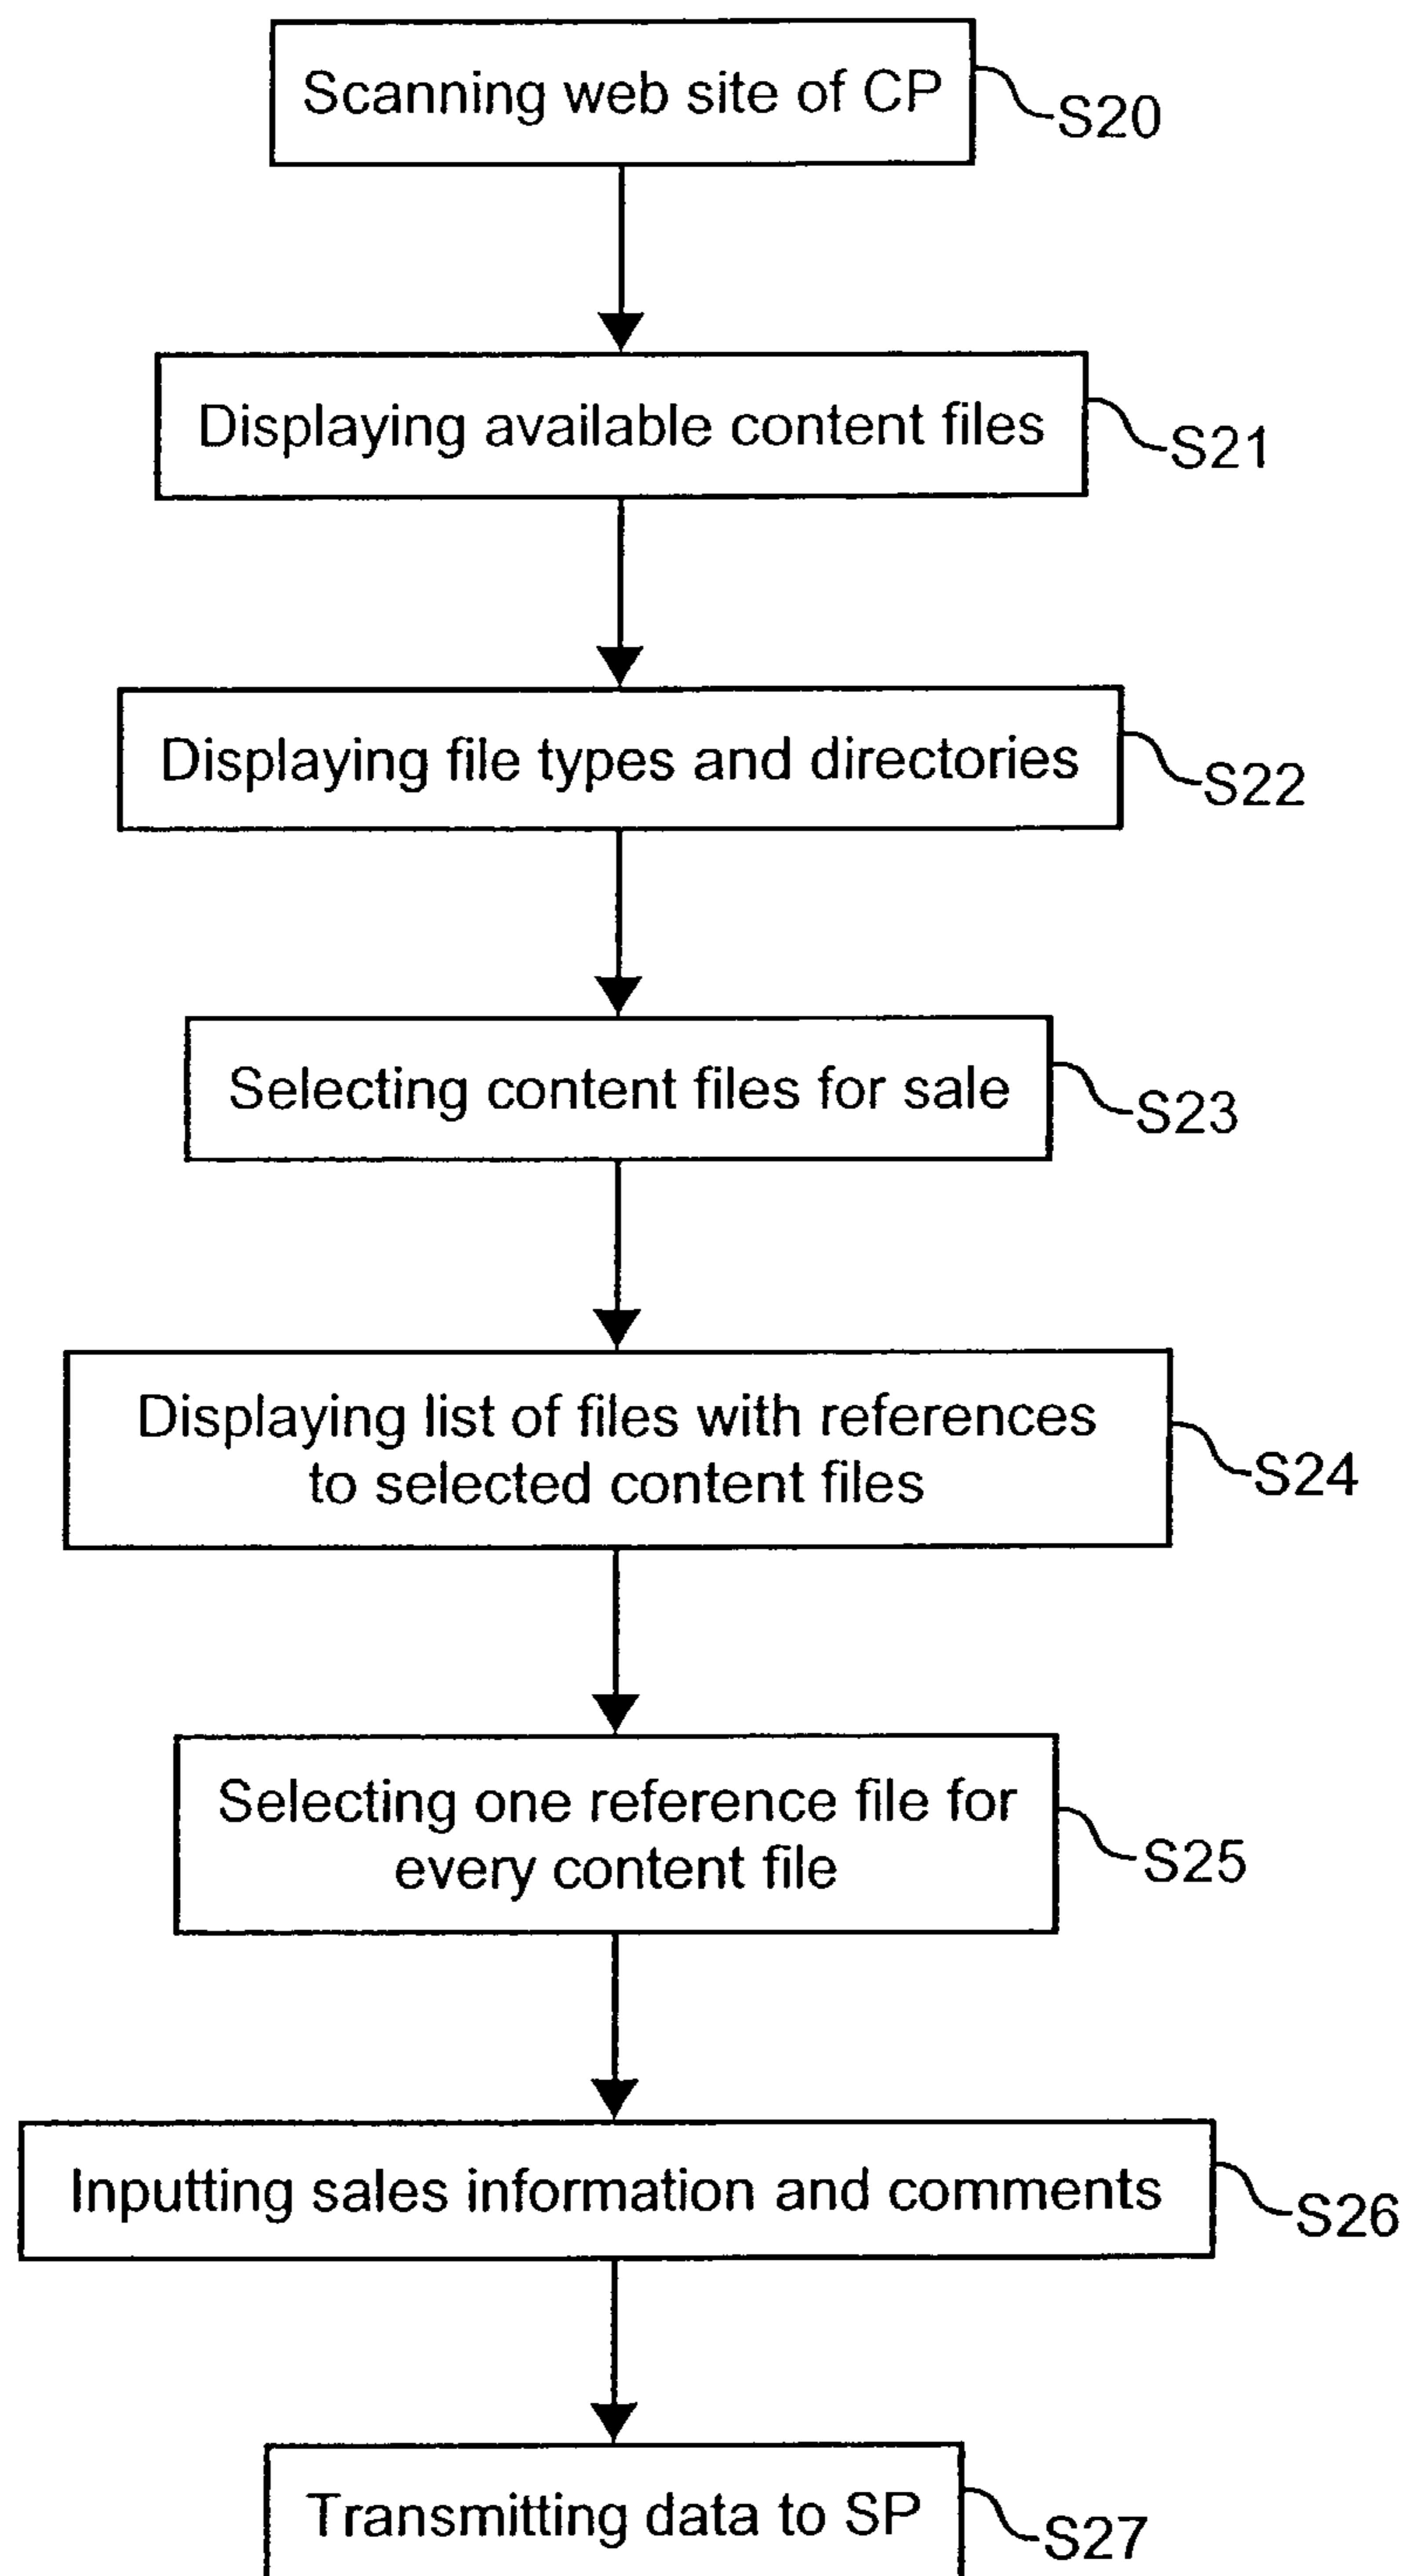 Scanning web site of CP
S20
Displaying available content files
S21
Displaying file types and directories
S22
Selecting content files for sale
S23
Displaying list of files with references
to selected content files
S24
Selecting one reference file for
every content file
S25
Inputting sales information and comments
S26
Transmitting data to SP
S27